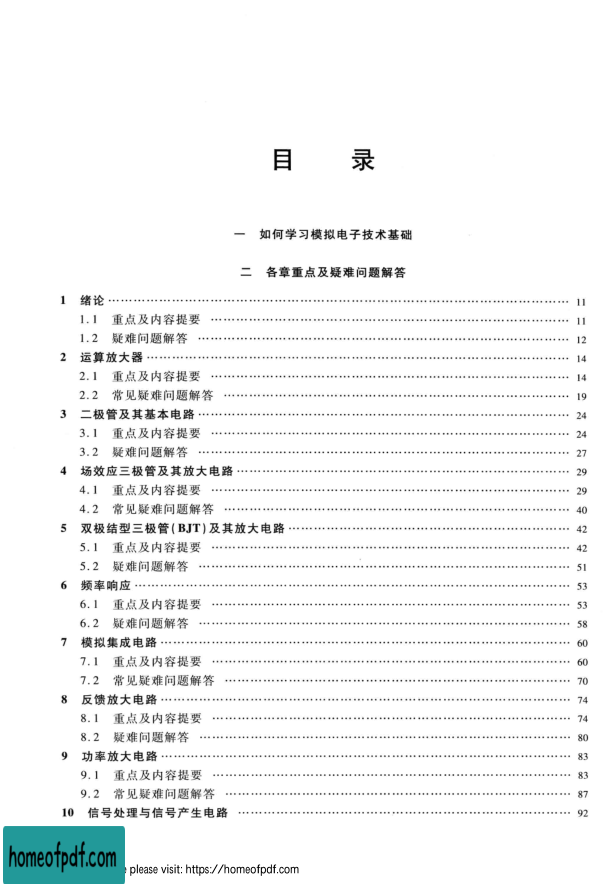 目 录
一 如何学习模拟电子技术基础
二 各章重点及疑难问题解答
1 绪论 11
1.1 重点及内容提要 11
1.2 疑难问题解答 12
2 运算放大器 14
2.1 重点及内容提要 14
2.2 常见疑难问题解答 19
3 二极管及其基本电路 24
3.1 重点及内容提要 24
3.2 疑难问题解答 27
4 场效应三极管及其放大电路 29
4.1 重点及内容提要 29
4.2 常见疑难问题解答 40
5 双极结型三极管(BJT)及其放大电路 42
5.1 重点及内容提要 42
5.2 疑难问题解答 51
6 频率响应 53
6.1 重点及内容提要 53
6.2 疑难问题解答 58
7 模拟集成电路 60
7.1 重点及内容提要 60
7.2 常见疑难问题解答 70
8 反馈放大电路 74
8.1 重点及内容提要 74
8.2 疑难问题解答 80
9 功率放大电路 83
9.1 重点及内容提要 83
9.2 常见疑难问题解答 87
10 信号处理与信号产生电路 92
homeofpdf.com
please visit: https://homeofpdf.com